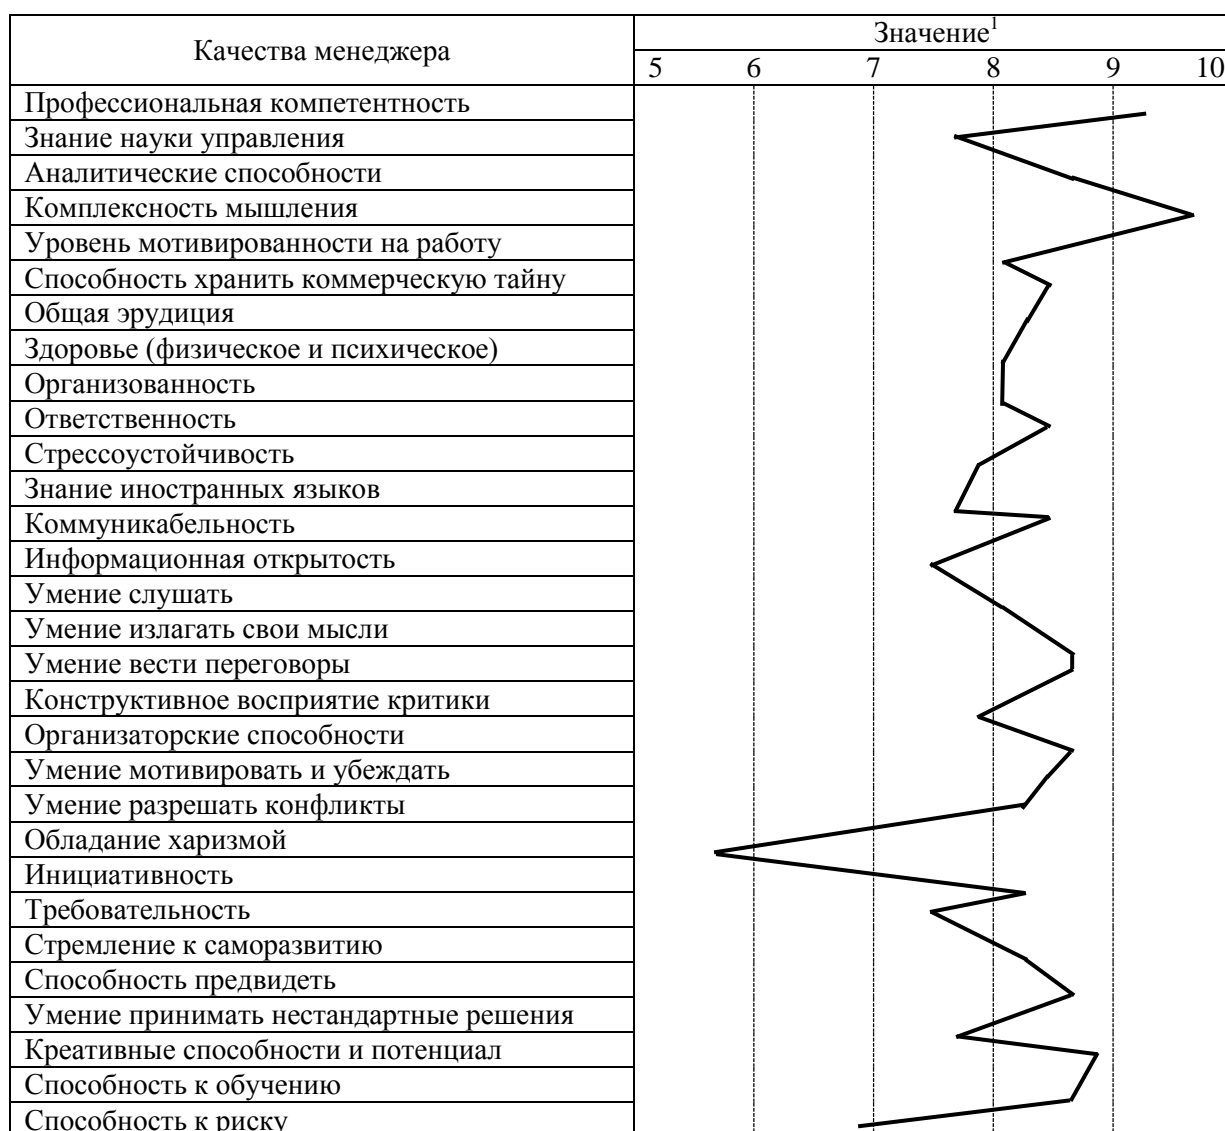 Качества менеджера
Значение¹
5 6 7 8 9 10
Профессиональная компетентность
Знание науки управления
Аналитические способности
Комплексность мышления
Уровень мотивированности на работу
Способность хранить коммерческую тайну
Общая эрудиция
Здоровье (физическое и психическое)
Организованность
Ответственность
Стрессоустойчивость
Знание иностранных языков
Коммуникабельность
Информационная открытость
Умение слушать
Умение излагать свои мысли
Умение вести переговоры
Конструктивное восприятие критики
Организаторские способности
Умение мотивировать и убеждать
Умение разрешать конфликты
Обладание харизмой
Инициативность
Требовательность
Стремление к саморазвитию
Способность предвидеть
Умение принимать нестандартные решения
Креативные способности и потенциал
Способность к обучению
Способность к риску